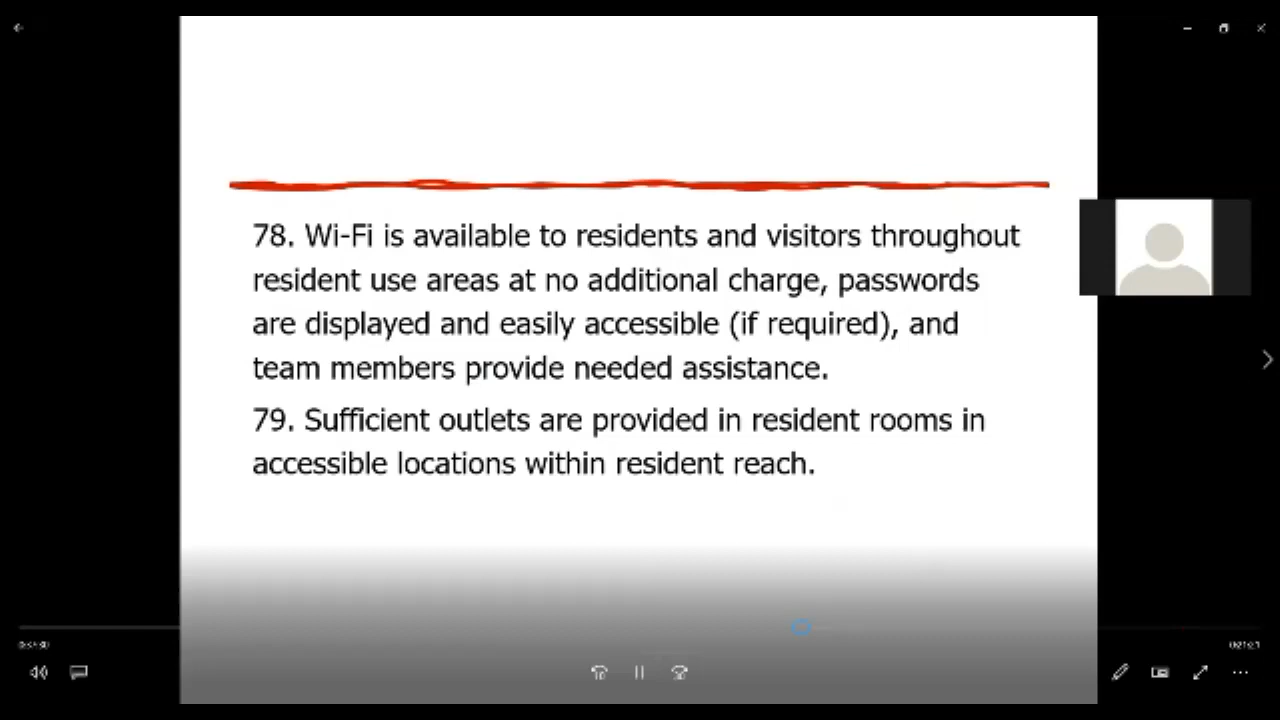 78. Wi-Fi is available to residents and visitors throughout
resident use areas at no additional charge, passwords
are displayed and easily accessible (if required), and
team members provide needed assistance.
79. Sufficient outlets are provided in resident rooms in
accessible locations within resident reach.